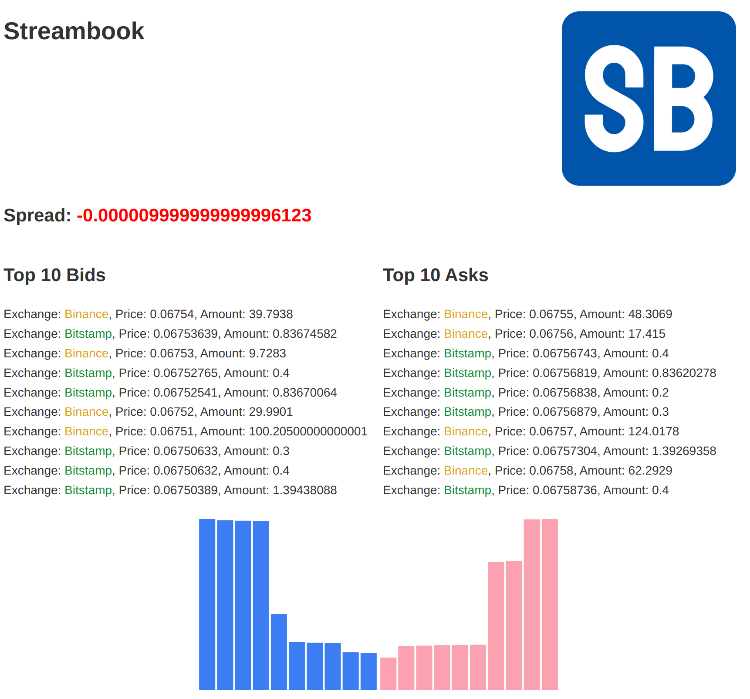 Streambook
SB
Spread: -0.000009999999999996123
Top 10 Bids
Exchange: Binance, Price: 0.06754, Amount: 39.7938
Exchange: Bitstamp, Price: 0.06753639, Amount: 0.83674582
Exchange: Binance, Price: 0.06753, Amount: 9.7283
Exchange: Bitstamp, Price: 0.06752765, Amount: 0.4
Exchange: Bitstamp, Price: 0.06752541, Amount: 0.83670064
Exchange: Binance, Price: 0.06752, Amount: 29.9901
Exchange: Binance, Price: 0.06751, Amount: 100.20500000000001
Exchange: Bitstamp, Price: 0.06750633, Amount: 0.3
Exchange: Bitstamp, Price: 0.06750632, Amount: 0.4
Exchange: Bitstamp, Price: 0.06750389, Amount: 1.39438088
Top 10 Asks
Exchange: Binance, Price: 0.06755, Amount: 48.3069
Exchange: Binance, Price: 0.06756, Amount: 17.415
Exchange: Bitstamp, Price: 0.06756743, Amount: 0.4
Exchange: Bitstamp, Price: 0.06756819, Amount: 0.83620278
Exchange: Bitstamp, Price: 0.06756838, Amount: 0.2
Exchange: Bitstamp, Price: 0.06756879, Amount: 0.3
Exchange: Binance, Price: 0.06757, Amount: 124.0178
Exchange: Bitstamp, Price: 0.06757304, Amount: 1.39269358
Exchange: Binance, Price: 0.06758, Amount: 62.2929
Exchange: Bitstamp, Price: 0.06758736, Amount: 0.4